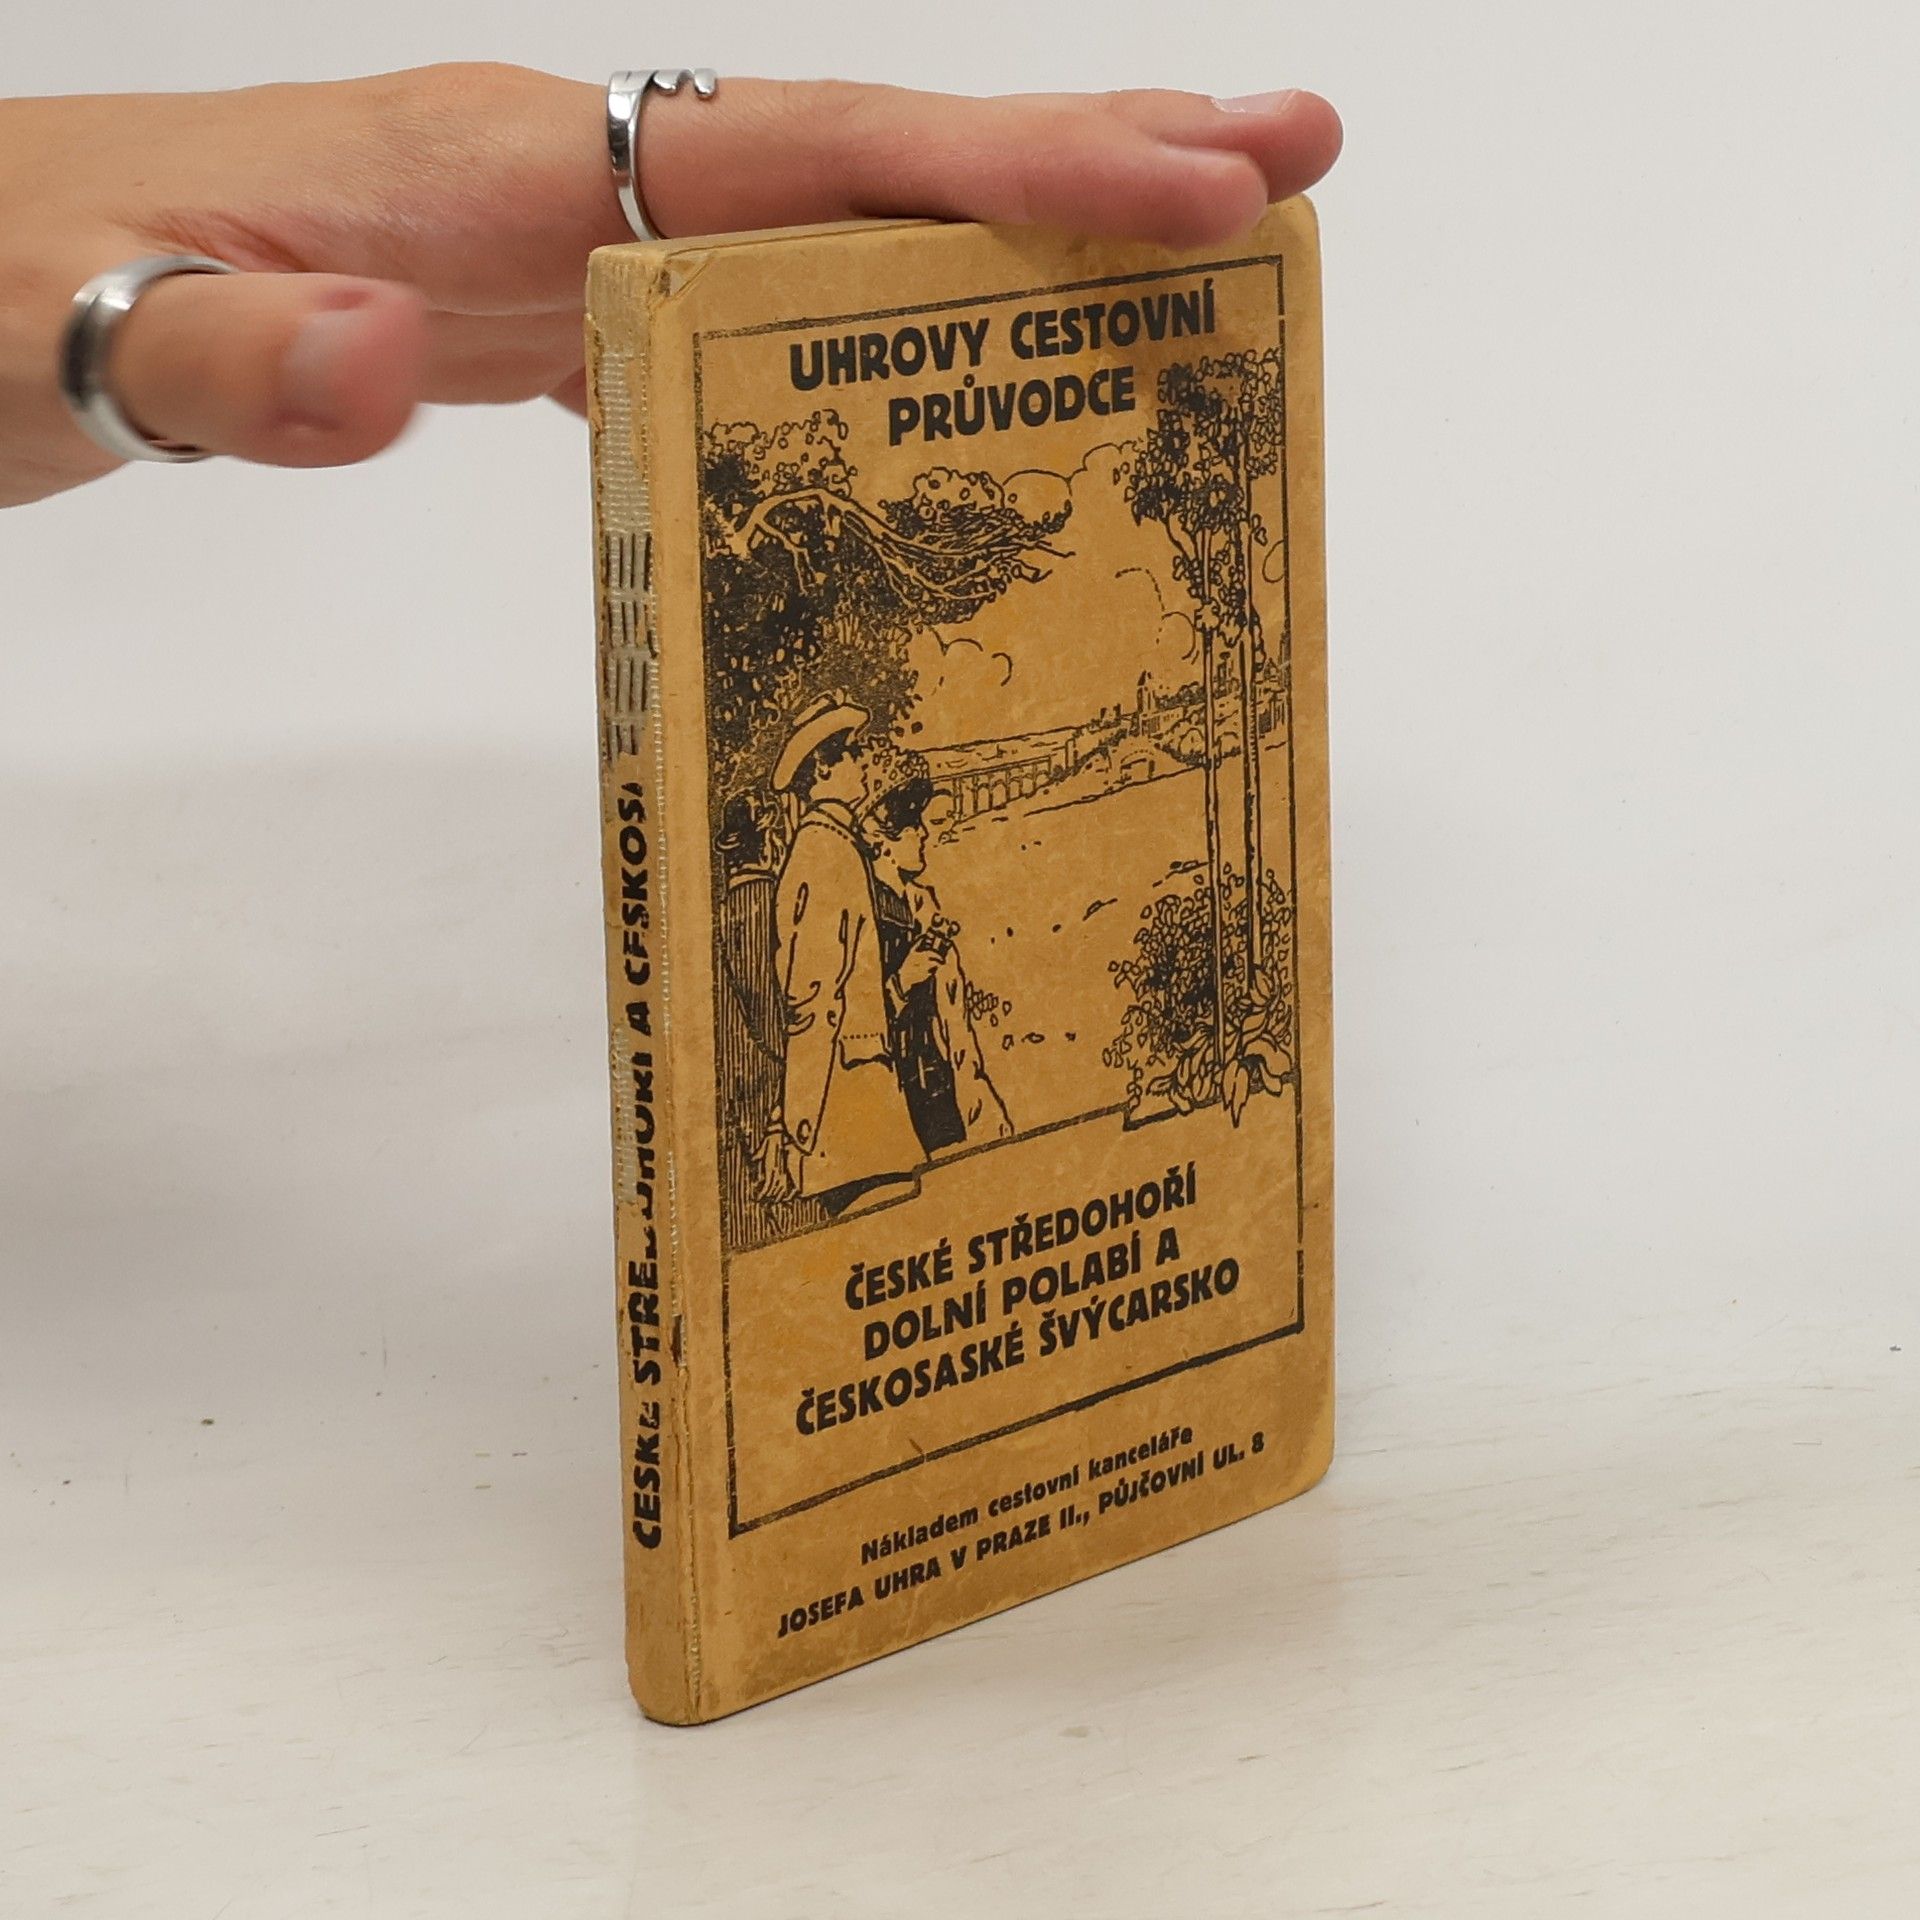 UHROVY CESTOVNÍ
PRŮVODCE
ČESKÉ STŘEDOHOŘÍ
DOLNÍ POLABÍ A
ČESKOSASKÉ ŠVÝCARSKO
Nákladem cestovní kanceláře
JOSEFA UHRA V PRAZE II., PŮJČOVNÍ UL. 8
ČESKÉ A